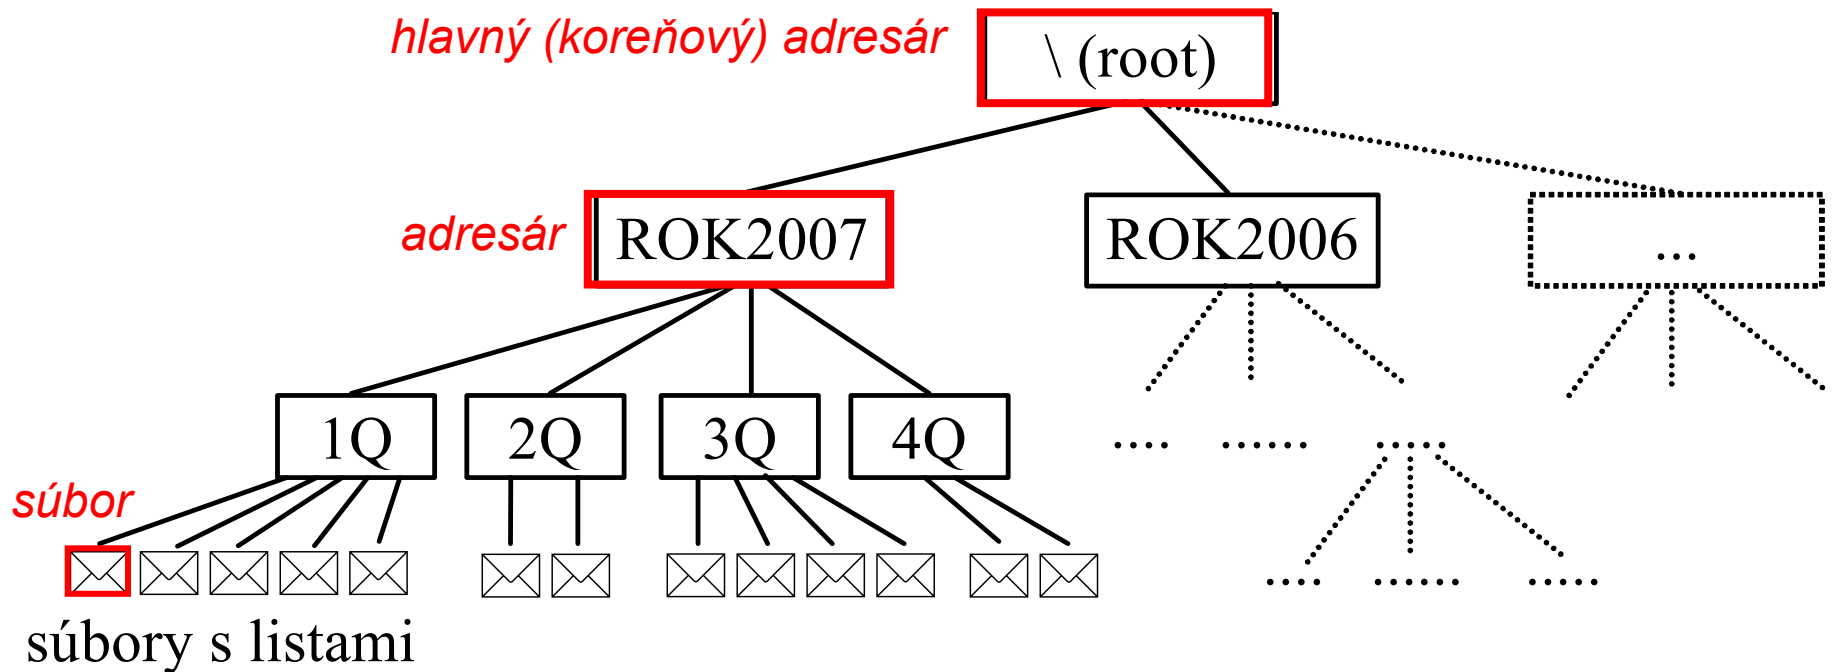 hlavný (koreňový) adresár
\ (root)
adresár
ROK2007
ROK2006
...
1Q
2Q
3Q
4Q
....
......
.....
súbor
....
......
.....
súbory s listami